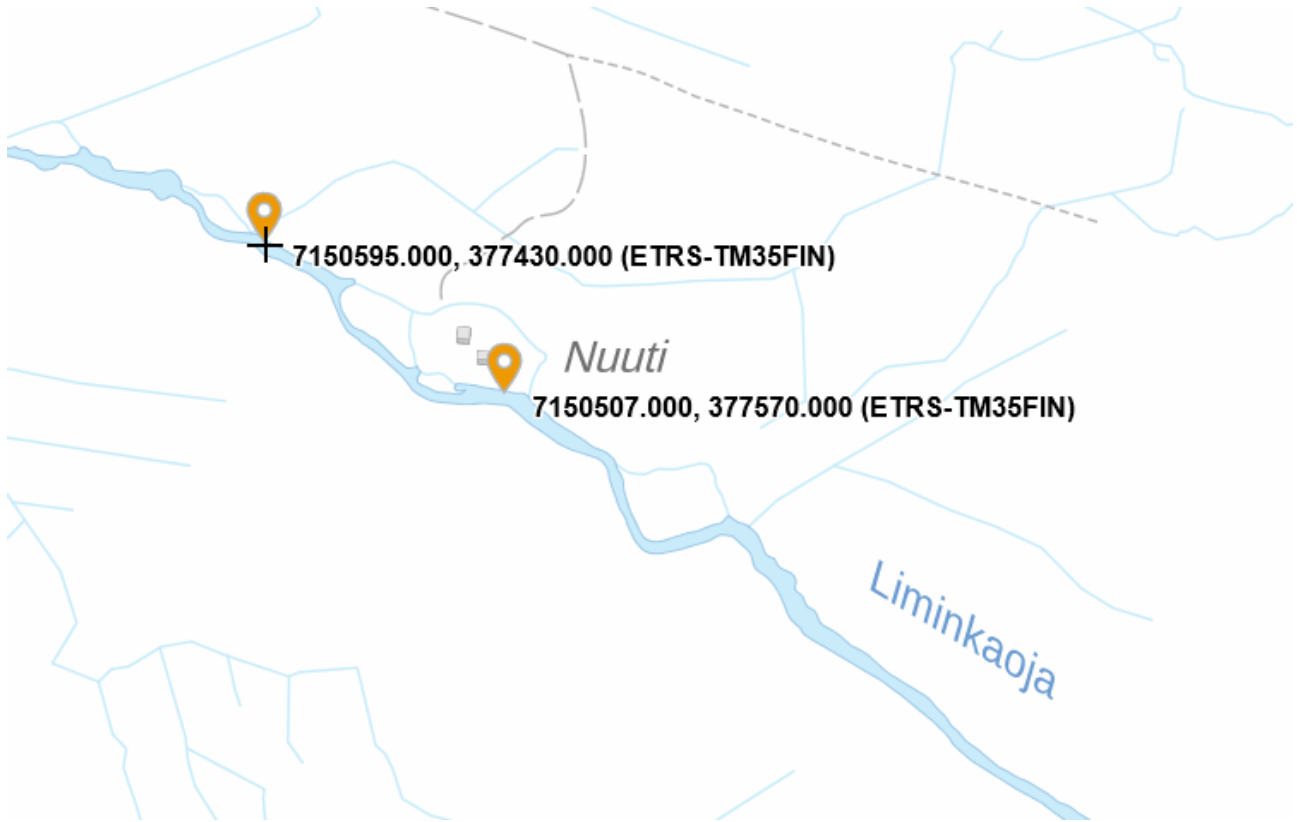 7150595.000, 377430.000 (ETRS-TM35FIN)
Nuuti
7150507.000, 377570.000 (ETRS-TM35FIN)
Liminkaoja